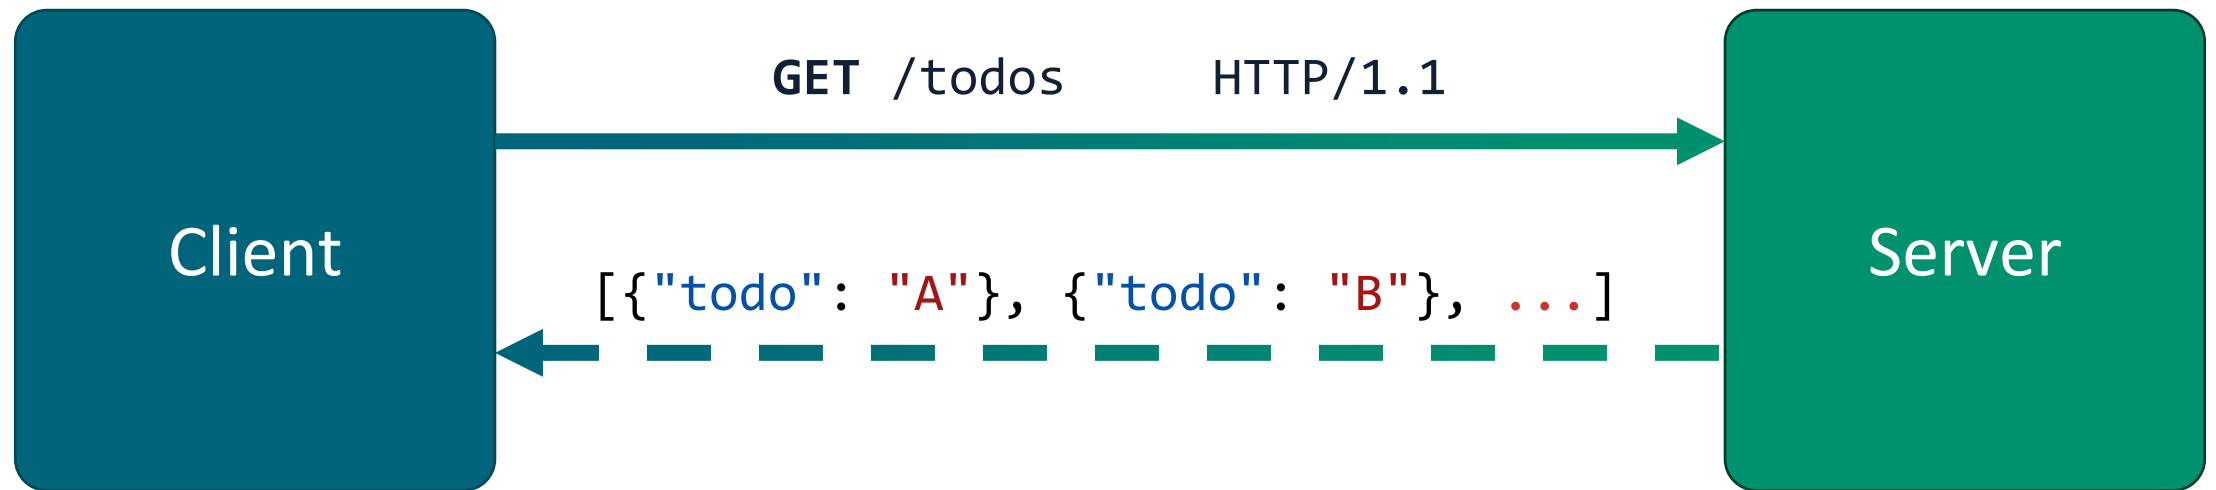 GET /todos HTTP/1.1
Client
Server
[{"todo": "A"}, {"todo": "B"}, ...]